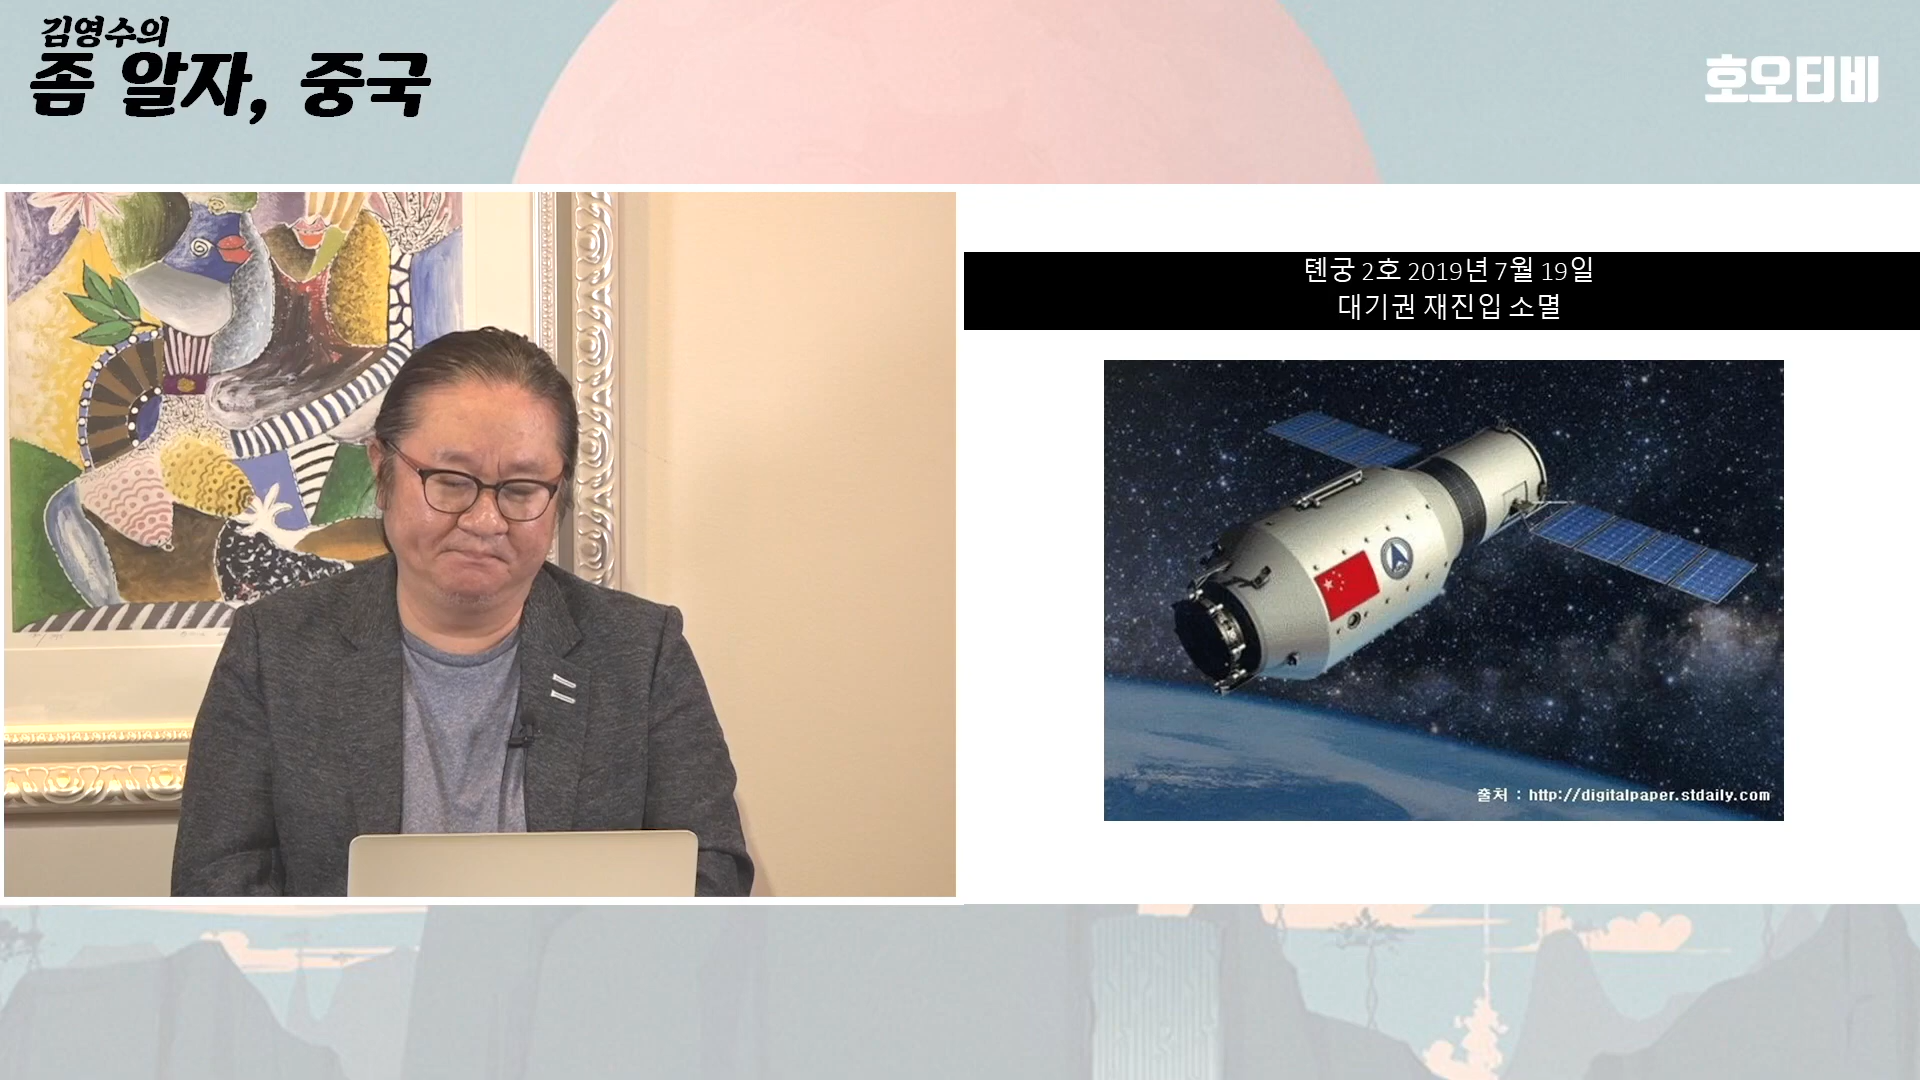 김영수의
좀 알자, 중국
호오티비
톈궁 2호 2019년 7월 19일
대기권 재진입 소멸
출처 : http://digitalpaper.stdaily.com